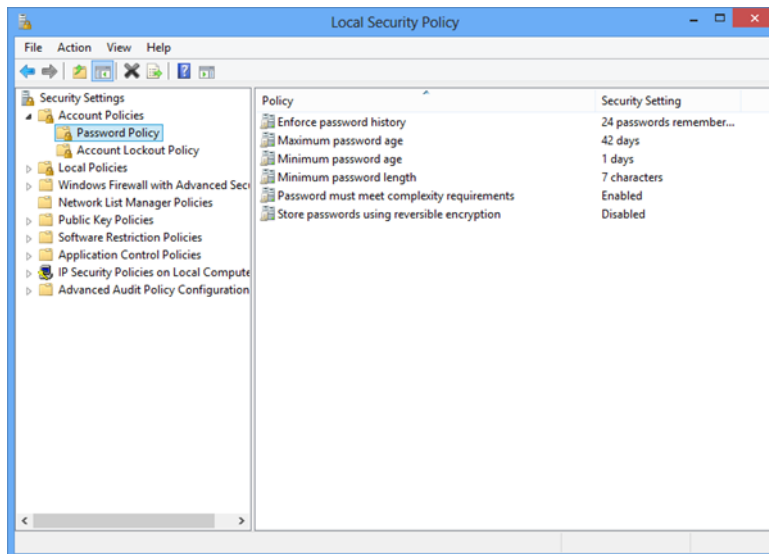 Local Security Policy
File Action View Help
Security Settings
Account Policies
Password Policy
Account Lockout Policy
Local Policies
Windows Firewall with Advanced Secu
Network List Manager Policies
Public Key Policies
Software Restriction Policies
Application Control Policies
IP Security Policies on Local Compute
Advanced Audit Policy Configuration
Policy Security Setting
Enforce password history 24 passwords remember...
Maximum password age 42 days
Minimum password age 1 days
Minimum password length 7 characters
Password must meet complexity requirements Enabled
Store passwords using reversible encryption Disabled